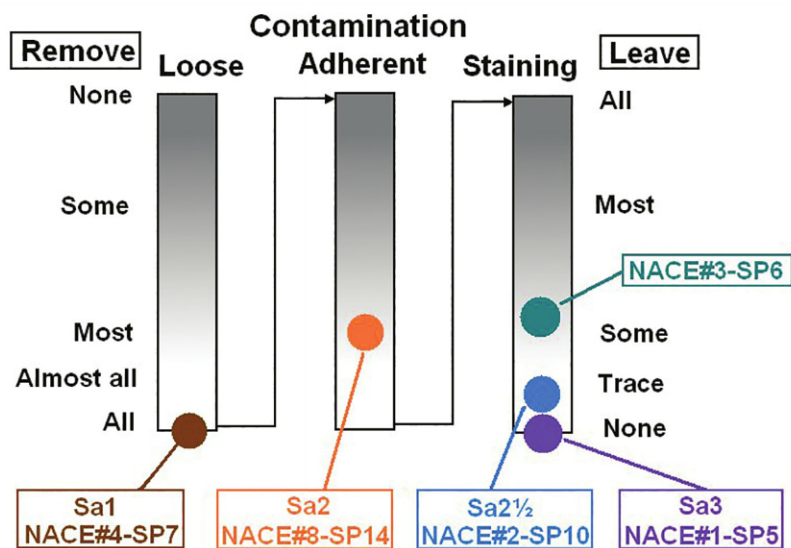 Contamination
Remove
Loose
Adherent
Staining
Leave
None
All
Some
Most
NACE#3-SP6
Most
Some
Almost all
Trace
All
None
Sa1
NACE#4-SP7
Sa2
NACE#8-SP14
Sa2½
NACE#2-SP10
Sa3
NACE#1-SP5